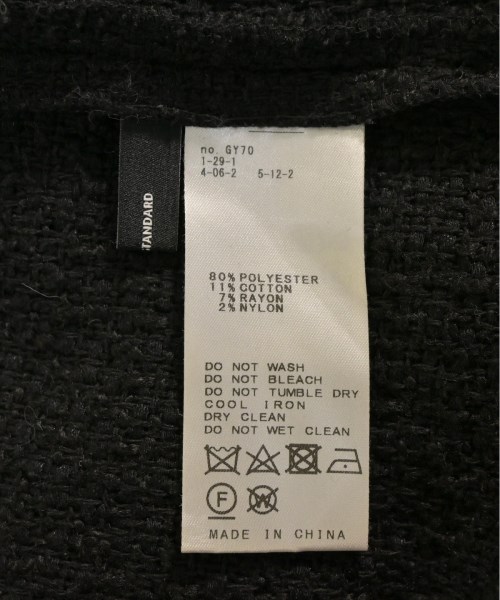 no. GY70
1-29-1
4-06-2 5-12-2
STANDARD
80% POLYESTER
11% COTTON
7% RAYON
2% NYLON
DO NOT WASH
DO NOT BLEACH
DO NOT TUMBLE DRY
COOL IRON
DRY CLEAN
DO NOT WET CLEAN
F W
MADE IN CHINA